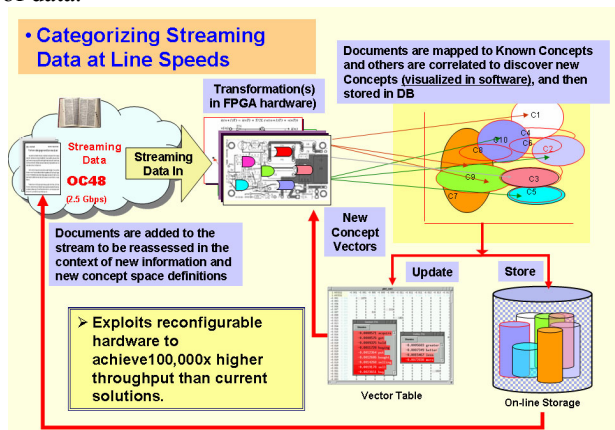 • Categorizing Streaming
Data at Line Speeds
Documents are mapped to Known Concepts
and others are correlated to discover new
Concepts (visualized in software), and then
stored in DB
Transformation(s)
in FPGA hardware)
C1
C4
C10
C6
C2
C8
C9
C3
C5
C7
Streaming
Data
OC48
(2.5 Gbps)
Streaming
Data In
New
Concept
Vectors
Documents are added to the
stream to be reassessed in the
context of new information and
new concept space definitions
Update
Store
➢ Exploits reconfigurable
hardware to
achieve100,000x higher
throughput than current
solutions.
Vector Table
On-line Storage